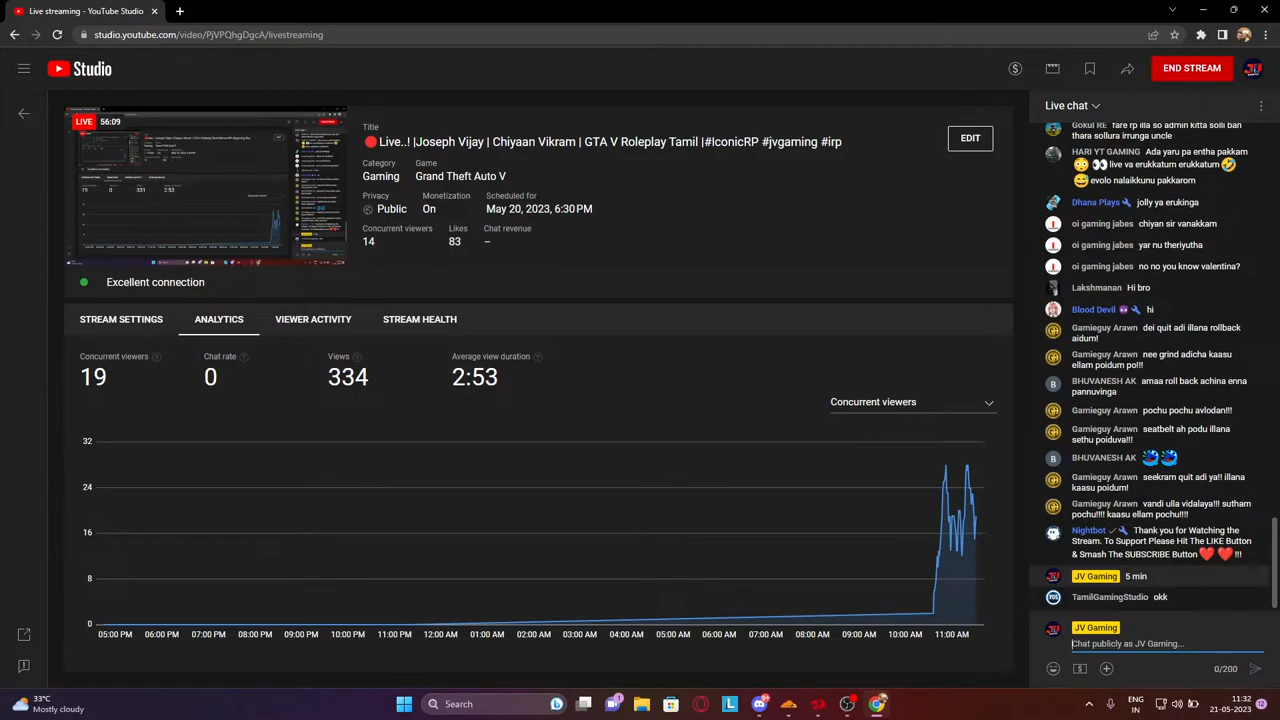 Live streaming - YouTube Studio
studio.youtube.com/video/PjVPQhgDgcA/livestreaming
Studio
END STREAM
LIVE 56:09
Title
🔴Live..! |Joseph Vijay | Chiyaan Vikram | GTA V Roleplay Tamil |#Iconic rp #jvgaming #irp
EDIT
Category
Gaming
Game
Grand Theft Auto V
Privacy
Public
Monetization
On
Scheduled for
May 20, 2023, 6:30 PM
Concurrent viewers
14
Likes
83
Chat revenue
—
Excellent connection
STREAM SETTINGS
ANALYTICS
VIEWER ACTIVITY
STREAM HEALTH
Concurrent viewers
19
Chat rate
0
Views
334
Average view duration
2:53
Concurrent viewers
32
24
16
8
0
05:00 PM 06:00 PM 07:00 PM 08:00 PM 09:00 PM 10:00 PM 11:00 PM 12:00 AM 01:00 AM 02:00 AM 03:00 AM 04:00 AM 05:00 AM 06:00 AM 07:00 AM 08:00 AM 09:00 AM 10:00 AM 11:00 AM
Live chat
thara sollura irringa uncle
HARI YT GAMING Ada yaru pa entha pakkam
😳 👀 live va erukkatum erukkatum 🤣
😅 evolo nalaikkunu pakkaren
Dhana Plays jolly ya erukinga
oi gaming jabes chiyan sir vanakkam
oi gaming jabes yar nu theriyutha
oi gaming jabes no no you know valentina?
Lakshmanan Hi bro
Blood Devil hi
Gamieguy Arawn dei quit adi illana rollback
aidum!
Gamieguy Arawn nee grind adicha kaasu
ellam poidum po!!
BHUVANESH AK amaa roll back achina enna
pannuvinga
Gamieguy Arawn pochu pochu avlodan!!!
Gamieguy Arawn seatbelt ah podu illana
sethu poiduva!!!
BHUVANESH AK
Gamieguy Arawn seekram quit adi ya!! illana
kaasu poidum!
Gamieguy Arawn vandi ulla vidalaya!!! sutham
pochu!!!! kaasu ellam pochu!!!!
Nightbot Thank you for Watching the
Stream. To Support Please Hit The LIKE Button
& Smash The SUBSCRIBE Button❤️ ❤️ !!!
JV Gaming 5 min
TamilGamingStudio okk
JV Gaming
Chat publicly as JV Gaming...
0/200
33°C
Mostly cloudy
Search
ENG
IN
11:32
21-05-2023